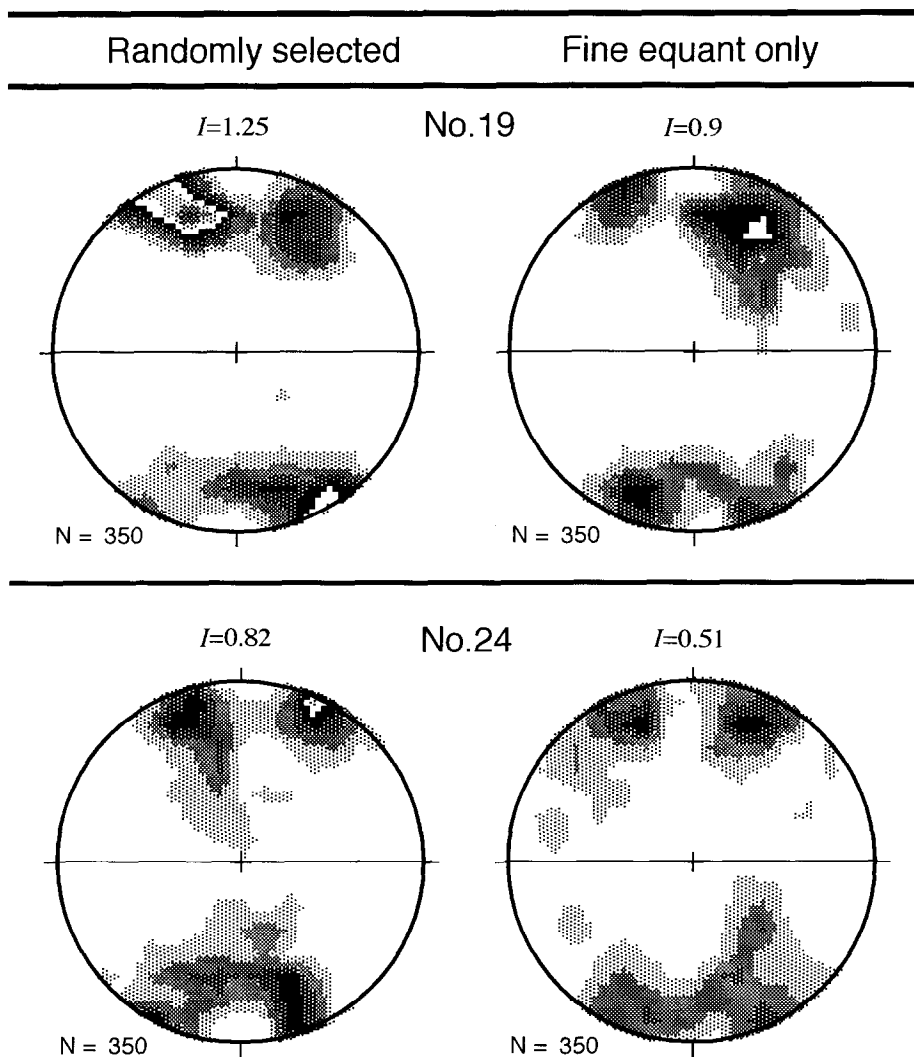 Randomly selected Fine equant only
I=1.25 No.19 I=0.9
N = 350 N = 350
I=0.82 No.24 I=0.51
N = 350 N = 350